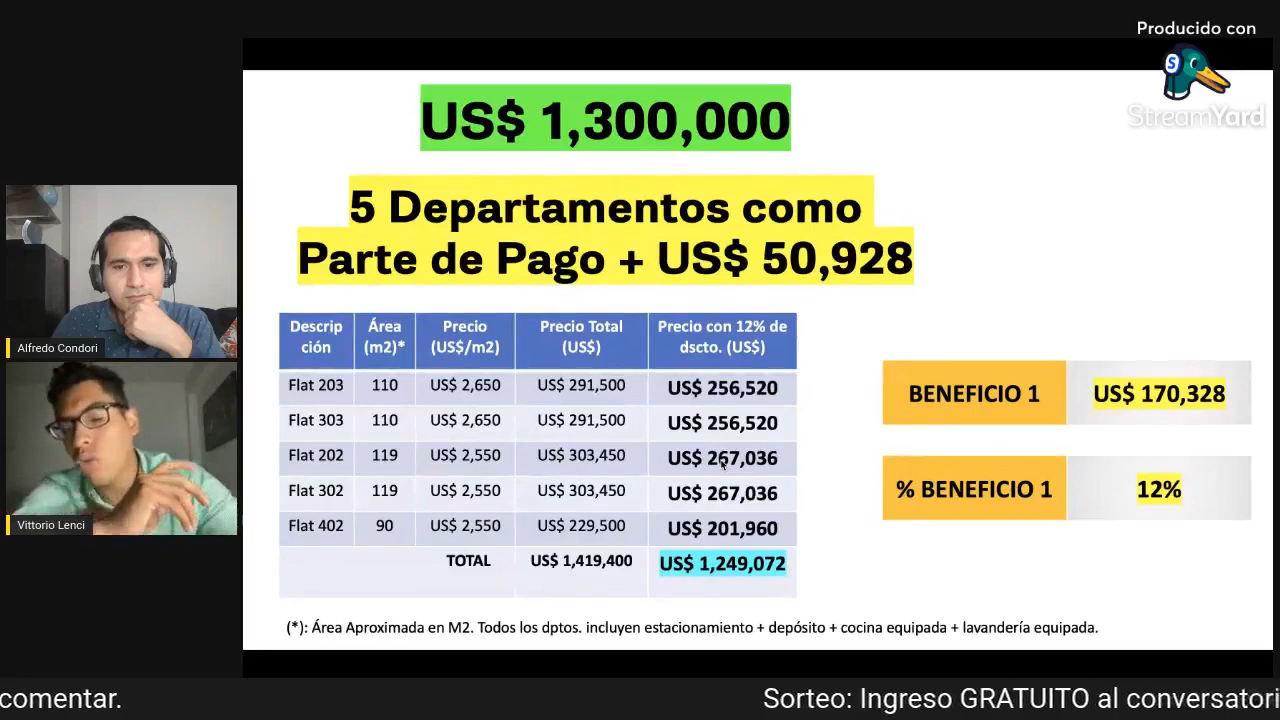 Producido con
StreamYard
US$ 1,300,000
5 Departamentos como
Parte de Pago + US$ 50,928
Descrip
ción
Área
(m2)*
Precio
(US$/m2)
Precio Total
(US$)
Precio con 12% de
dscto. (US$)
Flat 203 110 US$ 2,650 US$ 291,500 US$ 256,520
Flat 303 110 US$ 2,650 US$ 291,500 US$ 256,520
Flat 202 119 US$ 2,550 US$ 303,450 US$ 267,036
Flat 302 119 US$ 2,550 US$ 303,450 US$ 267,036
Flat 402 90 US$ 2,550 US$ 229,500 US$ 201,960
TOTAL US$ 1,419,400 US$ 1,249,072
BENEFICIO 1 US$ 170,328
% BENEFICIO 1 12%
(*): Área Aproximada en M2. Todos los dptos. incluyen estacionamiento + depósito + cocina equipada + lavandería equipada.
Alfredo Condori
Vittorio Lenci
comentar. Sorteo: Ingreso GRATUITO al conversatori